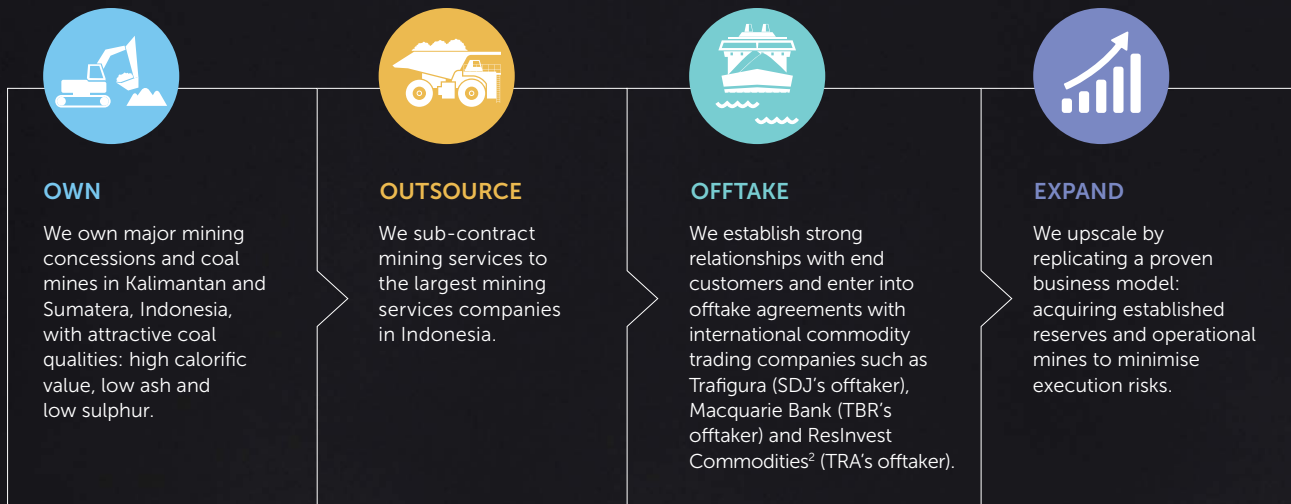 OWN
We own major mining
concessions and coal
mines in Kalimantan and
Sumatera, Indonesia,
with attractive coal
qualities: high calorific
value, low ash and
low sulphur.
OUTSOURCE
We sub-contract
mining services to
the largest mining
services companies
in Indonesia.
OFFTAKE
We establish strong
relationships with end
customers and enter into
offtake agreements with
international commodity
trading companies such as
Trafigura (SDJ's offtaker),
Macquarie Bank (TBR's
offtaker) and ResInvest
Commodities² (TRA's offtaker).
EXPAND
We upscale by
replicating a proven
business model:
acquiring established
reserves and operational
mines to minimise
execution risks.